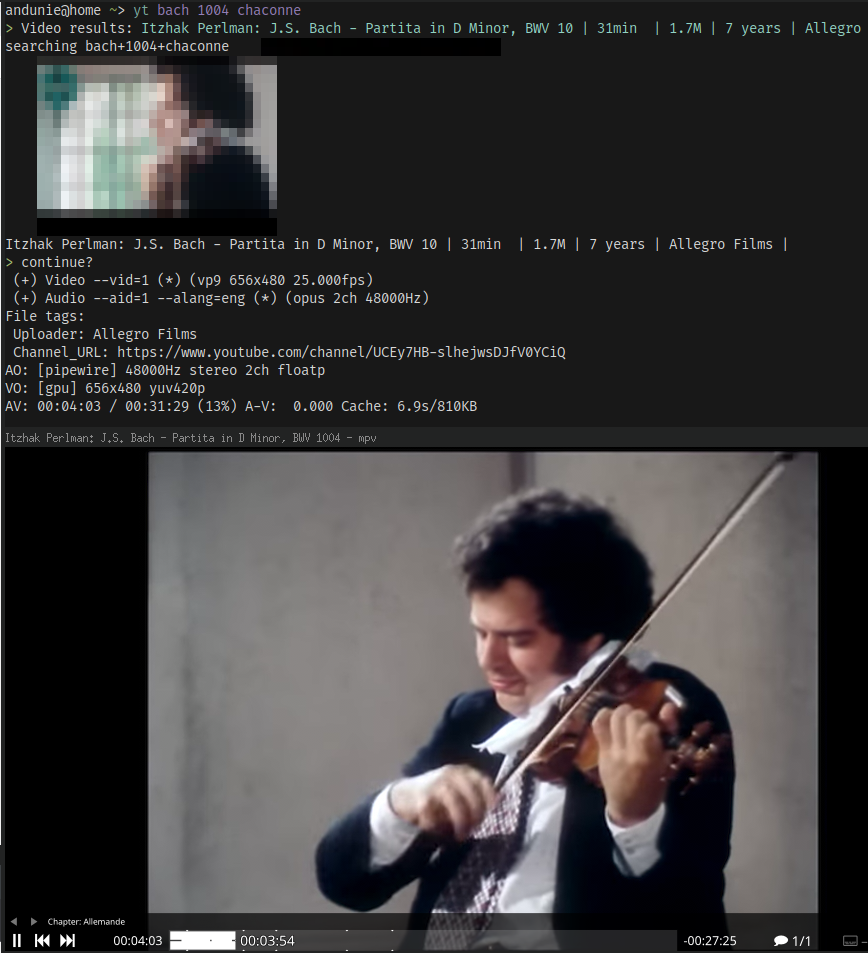 andunie@home ~> yt bach 1004 chaconne
> Video results: Itzhak Perlman: J.S. Bach - Partita in D Minor, BWV 10 | 31min  | 1.7M | 7 years | Allegro
searching bach+1004+chaconne
Itzhak Perlman: J.S. Bach - Partita in D Minor, BWV 10 | 31min  | 1.7M | 7 years | Allegro Films |
> continue?
(+) Video --vid=1 (*) (vp9 656x480 25.000fps)
(+) Audio --aid=1 --alang=eng (*) (opus 2ch 48000Hz)
File tags:
Uploader: Allegro Films
Channel_URL: https://www.youtube.com/channel/UCEy7HB-slhejwsDJfV0YCiQ
AO: [pipewire] 48000Hz stereo 2ch floatp
VO: [gpu] 656x480 yuv420p
AV: 00:04:03 / 00:31:29 (13%) A-V:  0.000 Cache: 6.9s/810KB
Itzhak Perlman: J.S. Bach - Partita in D Minor, BWV 1004 - mpv
Chapter: Allemande
00:04:03 00:03:54 -00:27:25 1/1